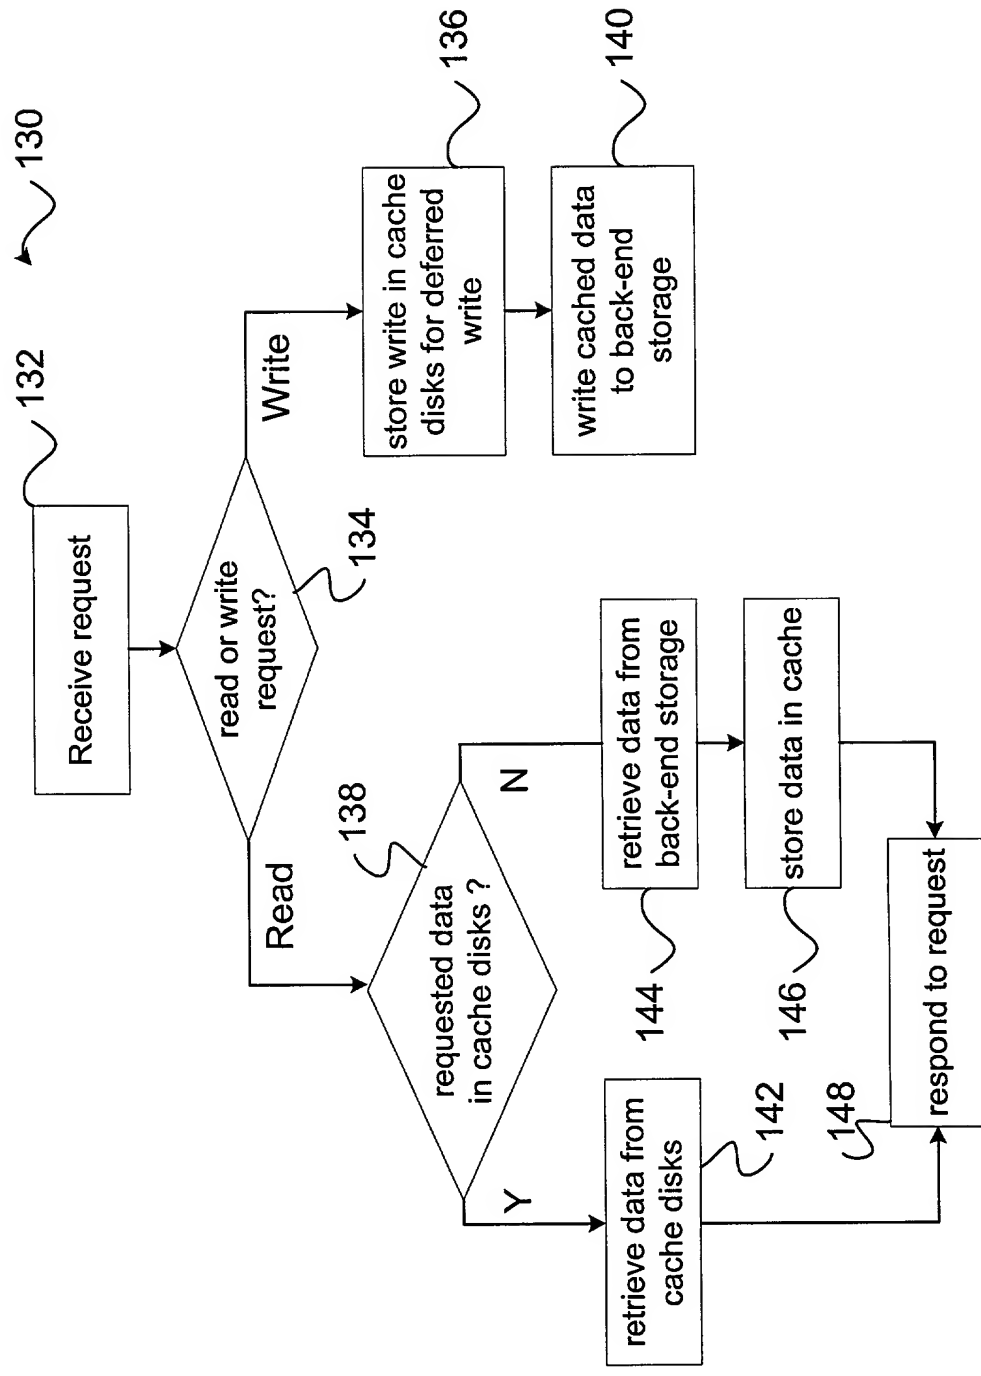 130
132
Receive request
read or write
request?
134
Read
Write
138
requested data
in cache disks ?
136
store write in cache
disks for deferred
write
140
write cached data
to back-end
storage
Y
N
retrieve data from
cache disks
142
144
retrieve data from
back-end storage
146
store data in cache
148
respond to request